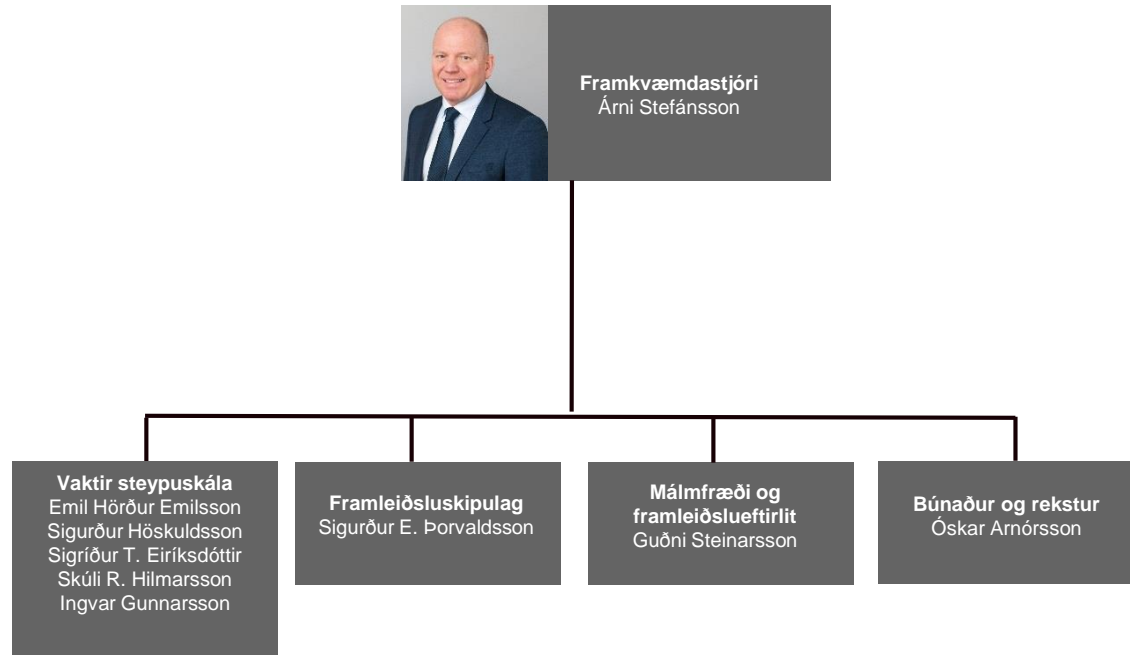 Framkvæmdastjóri
Árni Stefánsson
Vaktir steypuskála
Emil Hörður Emilsson
Sigurður Höskuldsson
Sigríður T. Eiríksdóttir
Skúli R. Hilmarsson
Ingvar Gunnarsson
Framleiðsluskipulag
Sigurður E. Þorvaldsson
Málmfræði og
framleiðslueftirlit
Guðni Steinarsson
Búnaður og rekstur
Óskar Arnórsson